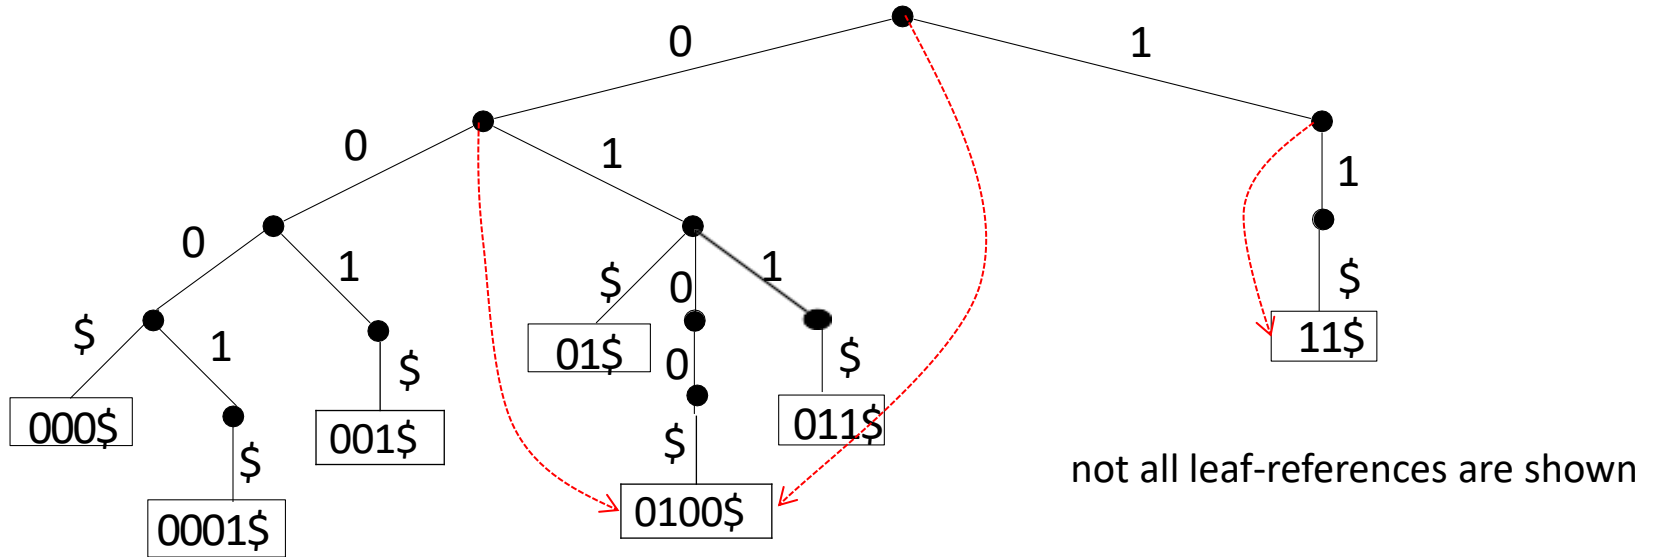 0 1
0 1 1
0 1 $ 0 1 $
$ 1 $ 01$ 0 $ 11$
000$ $ 001$ $ 011$
0001$ 0100$
not all leaf-references are shown